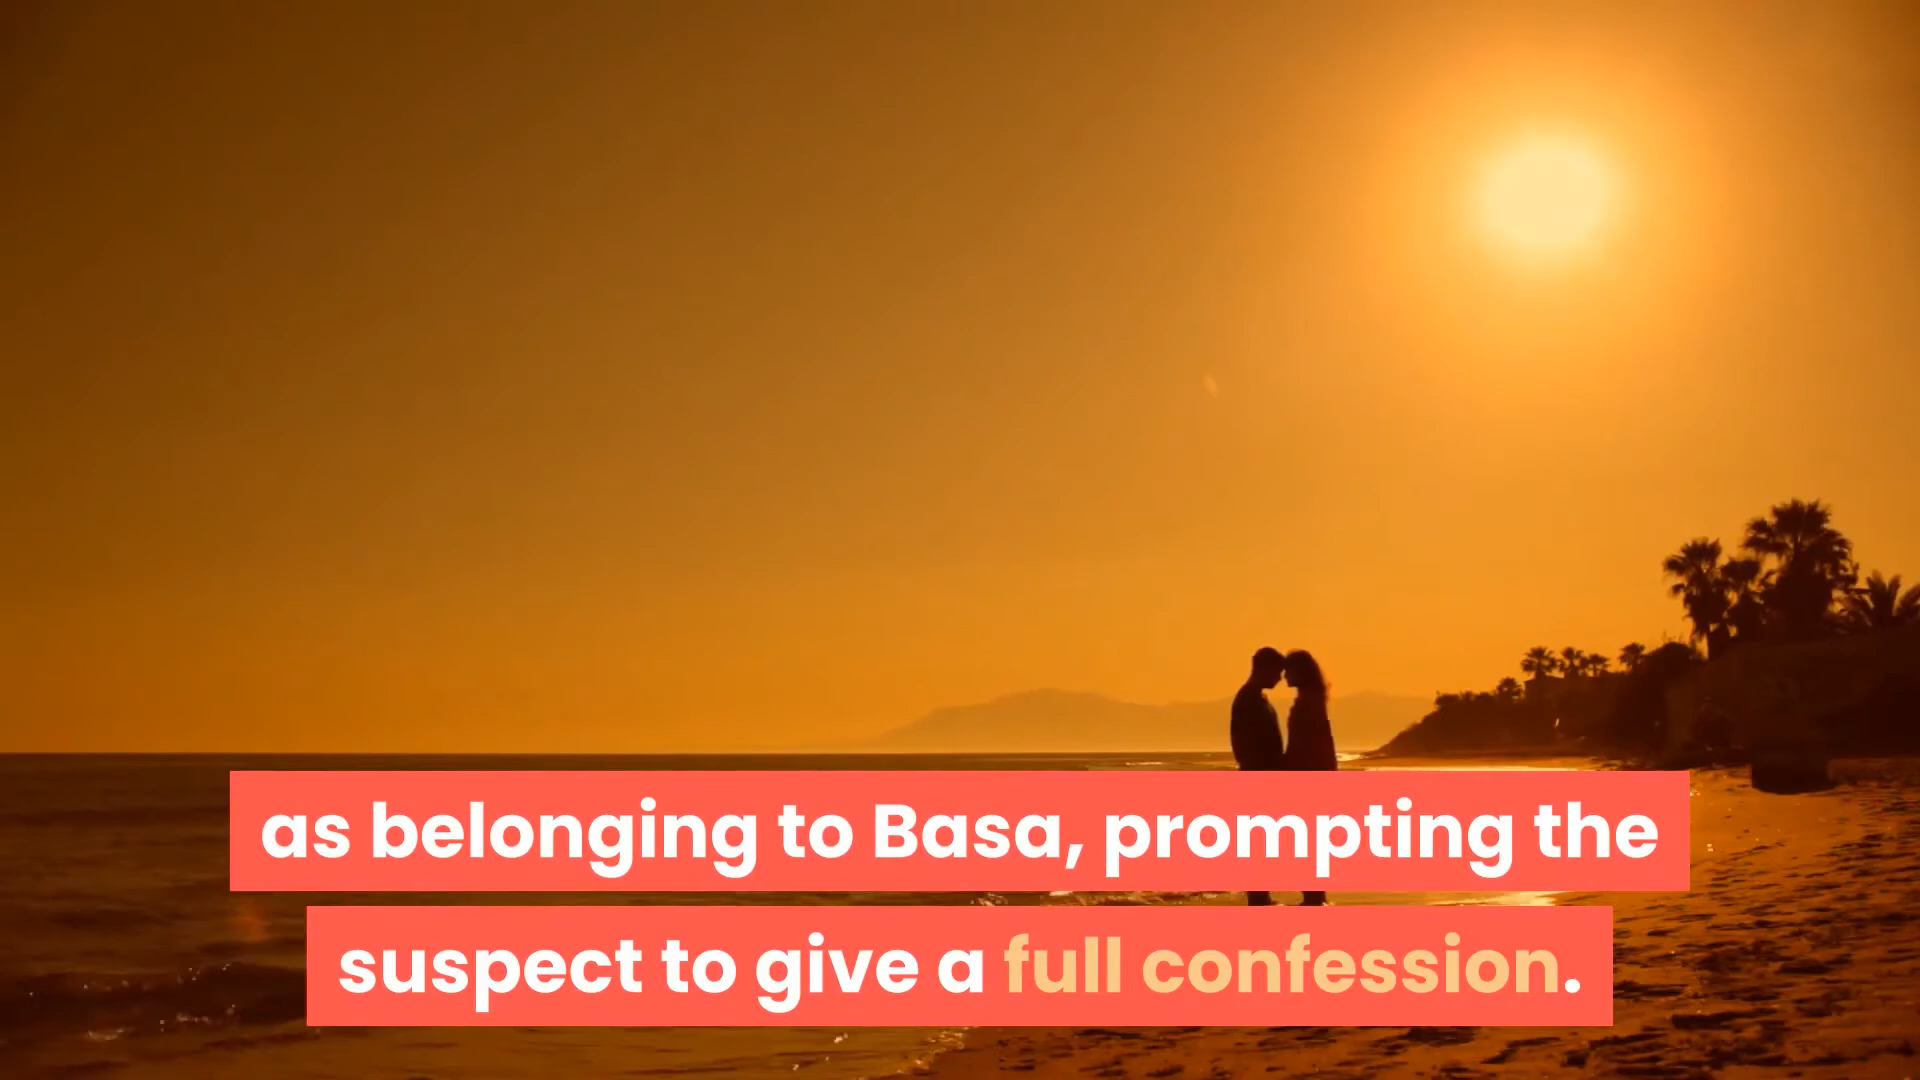 as belonging to Basa, prompting the
suspect to give a full confession.